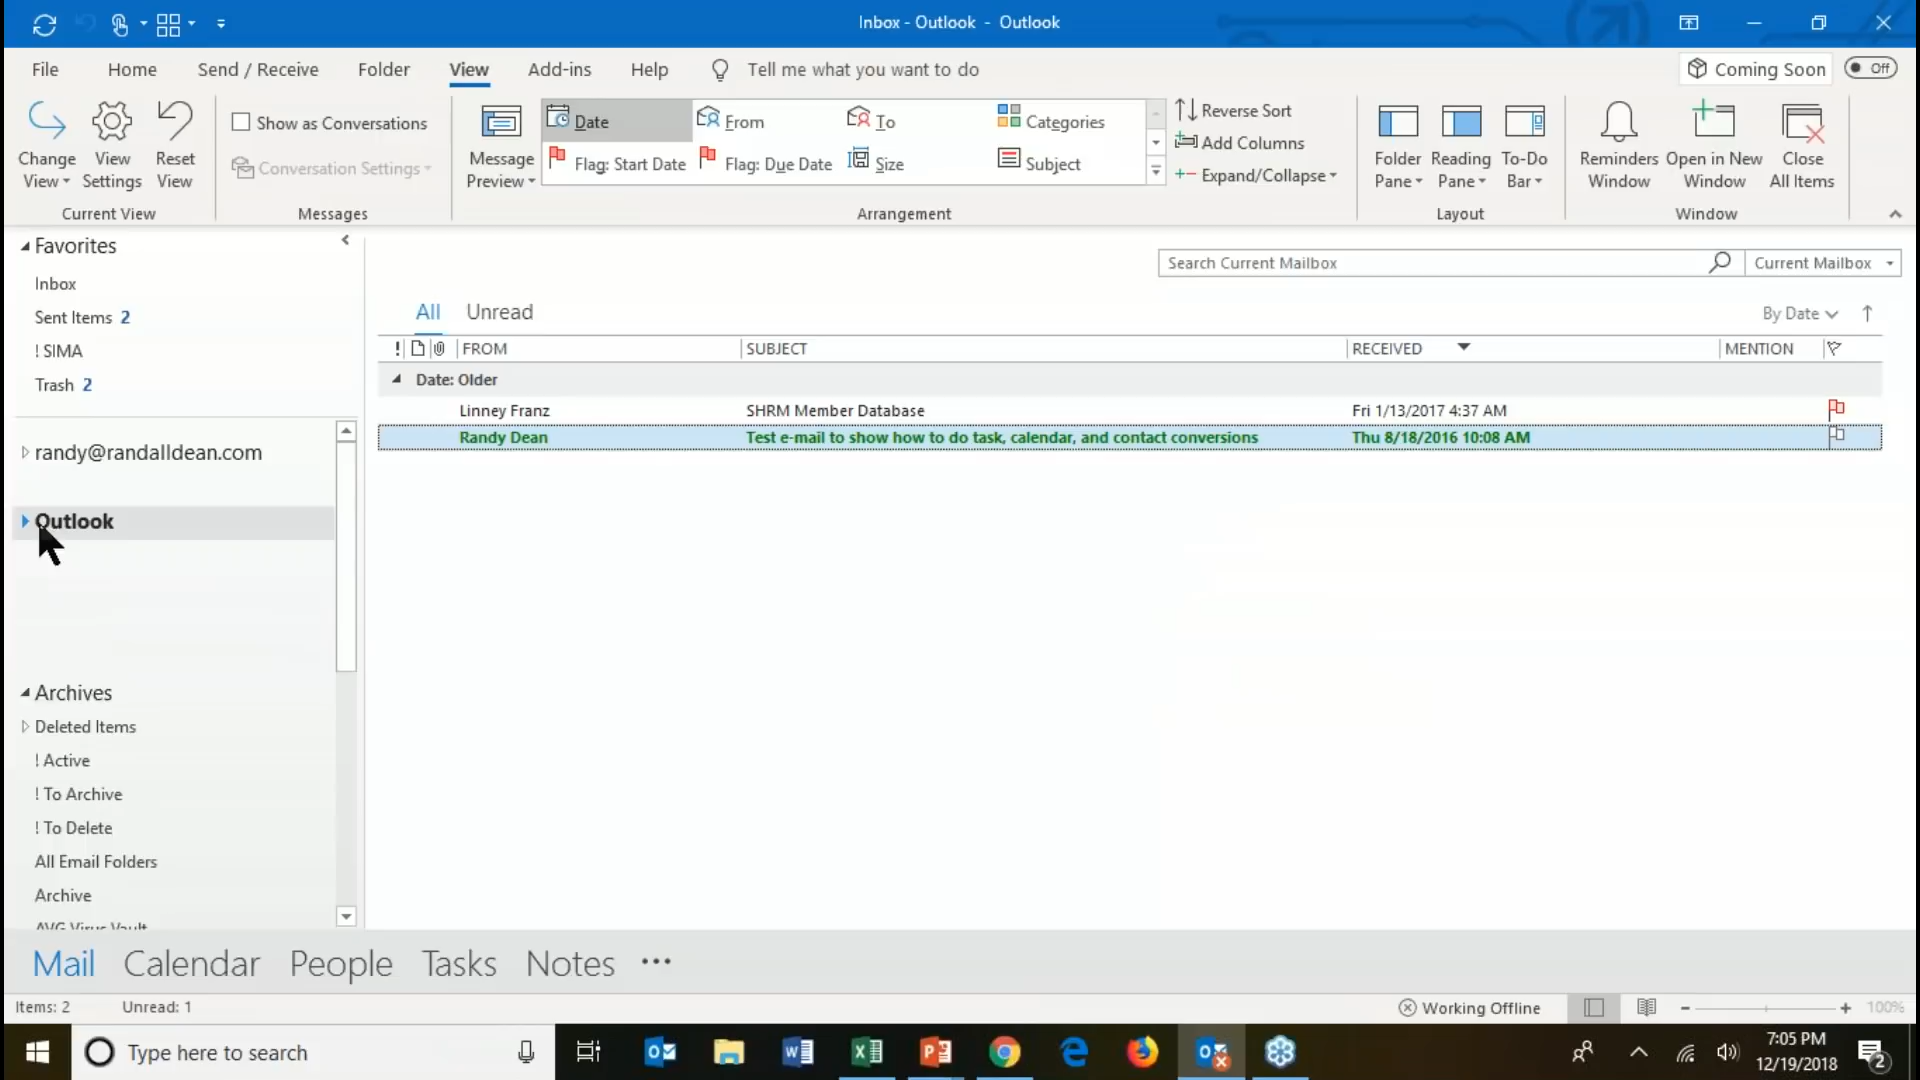 Inbox - Outlook - Outlook
File Home Send / Receive Folder View Add-ins Help Tell me what you want to do Coming Soon Off
Show as Conversations Date From To Categories Reverse Sort
Add Columns
Change View Reset Message Folder Reading To-Do Reminders Open in New Close
Conversation Settings Flag: Start Date Flag: Due Date Size Subject Expand/Collapse
View Settings View Preview Pane Pane Bar Window Window All Items
Current View Messages Arrangement Layout Window
Favorites
Inbox
Sent Items 2
! SIMA
Trash 2
randy@randalldean.com
Outlook
Archives
Deleted Items
! Active
! To Archive
! To Delete
All Email Folders
Archive
AVG Virus Vault
Search Current Mailbox Current Mailbox
All Unread By Date
! FROM SUBJECT RECEIVED MENTION
Date: Older
Linney Franz SHRM Member Database Fri 1/13/2017 4:37 AM
Randy Dean Test e-mail to show how to do task, calendar, and contact conversions Thu 8/18/2016 10:08 AM
Mail Calendar People Tasks Notes ...
Items: 2 Unread: 1 Working Offline - + 100%
Type here to search 7:05 PM
12/19/2018 2